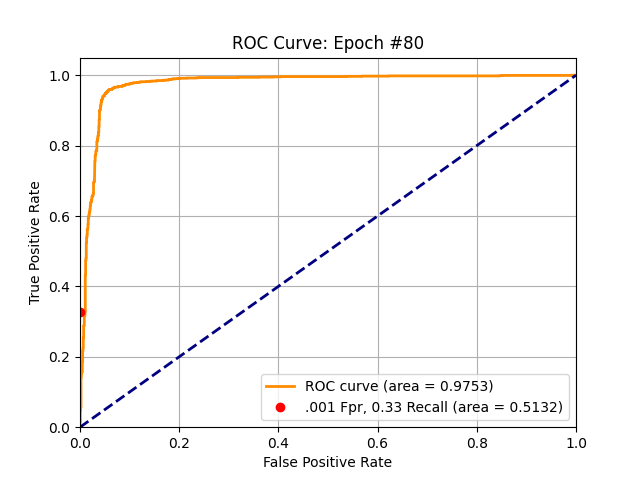 ROC Curve: Epoch #80
True Positive Rate
1.0
0.8
0.6
0.4
0.2
0.0
0.0 0.2 0.4 0.6 0.8 1.0
False Positive Rate
ROC curve (area = 0.9753)
.001 Fpr, 0.33 Recall (area = 0.5132)